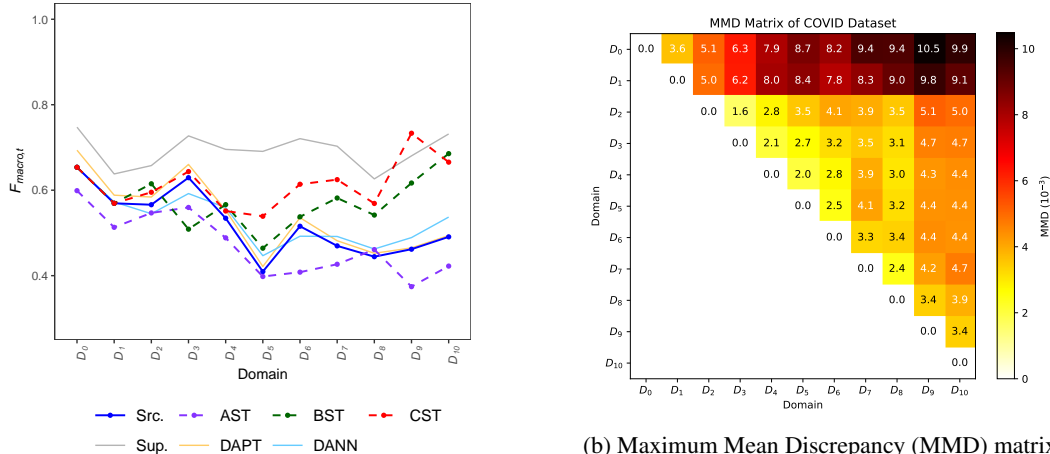 1.0
0.8
0.6
0.4
F_macro,t
D_0 D_1 D_2 D_3 D_4 D_5 D_6 D_7 D_8 D_9 D_10
Domain
Src. AST BST CST
Sup. DAPT DANN
MMD Matrix of COVID Dataset
D_0 0.0 3.6 5.1 6.3 7.9 8.7 8.2 9.4 9.4 10.5 9.9
D_1 0.0 5.0 6.2 8.0 8.4 7.8 8.3 9.0 9.8 9.1
D_2 0.0 1.6 2.8 3.5 4.1 3.9 3.5 5.1 5.0
D_3 0.0 2.1 2.7 3.2 3.5 3.1 4.7 4.7
D_4 0.0 2.0 2.8 3.9 3.0 4.3 4.4
D_5 0.0 2.5 4.1 3.2 4.4 4.4
D_6 0.0 3.3 3.4 4.4 4.4
D_7 0.0 2.4 4.2 4.7
D_8 0.0 3.4 3.9
D_9 0.0 3.4
D_10 0.0
D_0 D_1 D_2 D_3 D_4 D_5 D_6 D_7 D_8 D_9 D_10
Domain
Domain
10
8
6
4
2
0
MMD (10^-3)
(b) Maximum Mean Discrepancy (MMD) matrix